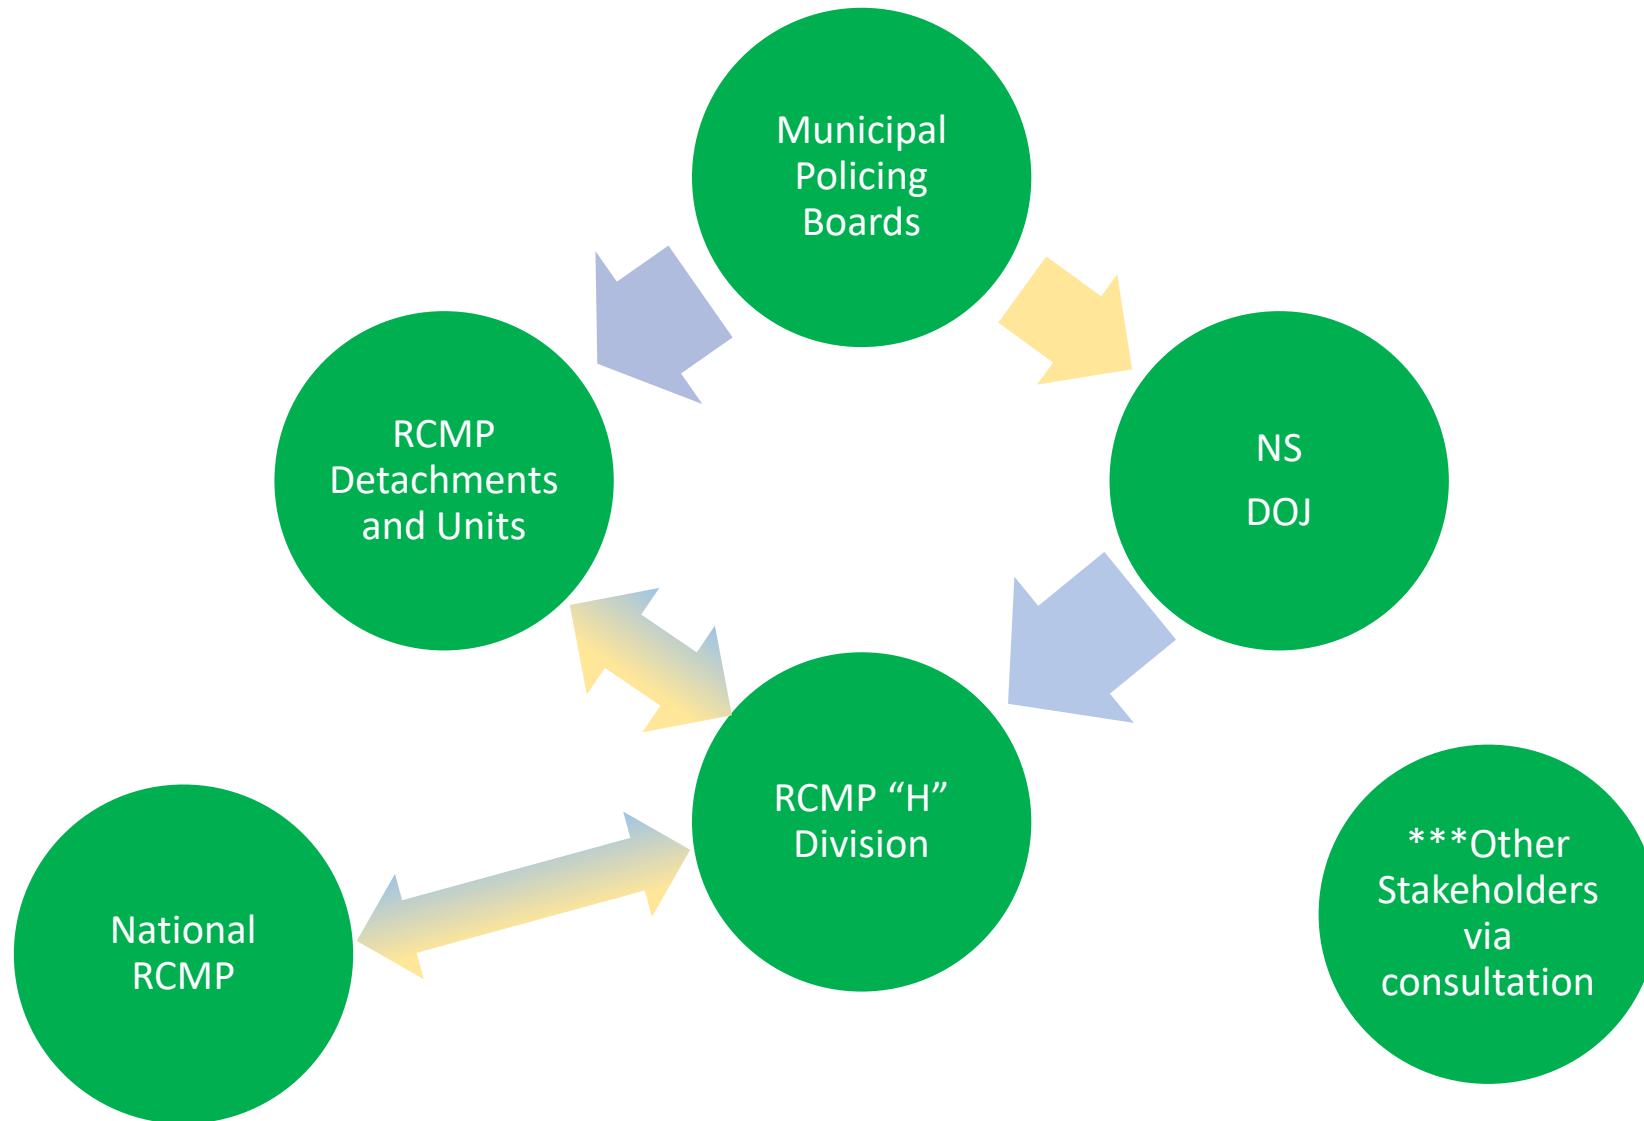 Municipal
Policing
Boards
RCMP
Detachments
and Units
NS
DOJ
RCMP “H”
Division
National
RCMP
***Other
Stakeholders
via
consultation